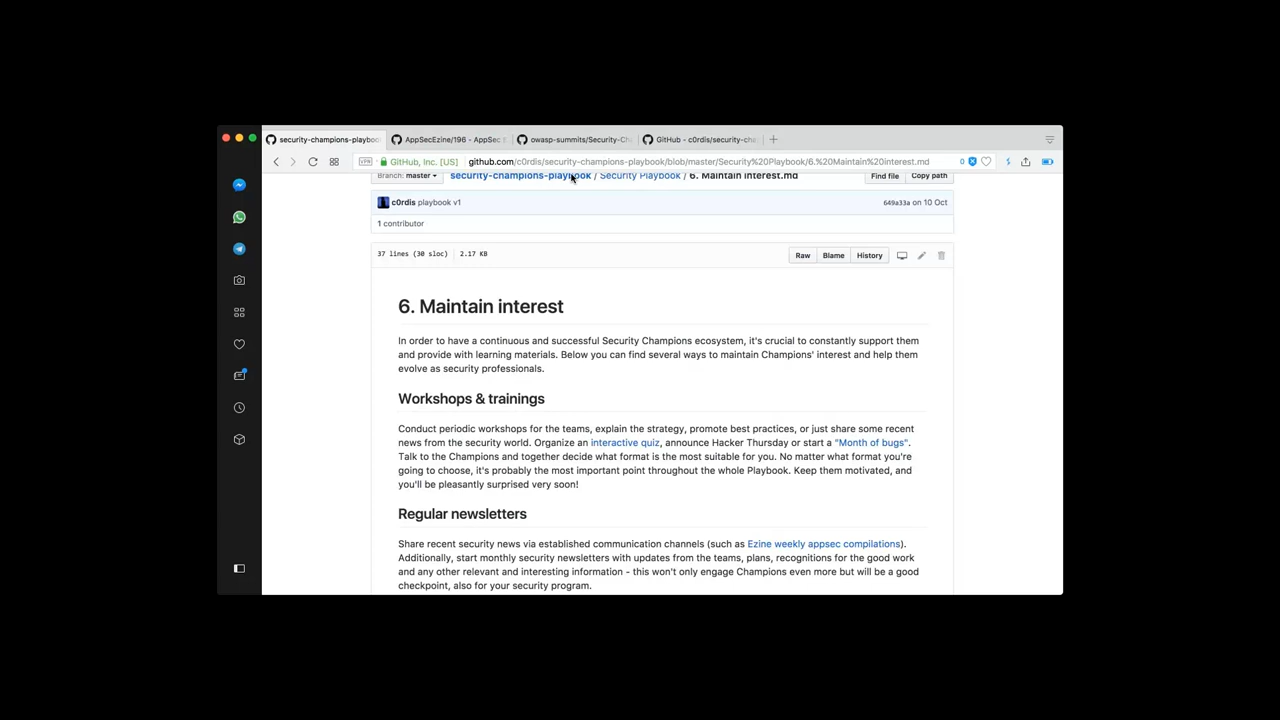 security-champions-playboo
AppSecEzine/196 - AppSec
owasp-summits/Security-Ch
GitHub - c0rdis/security-cha
VPN
GitHub, Inc. [US]
github.com/c0rdis/security-champions-playbook/blob/master/Security%20Playbook/6.%20Maintain%20interest.md
0
Branch: master
security-champions-playbook / Security Playbook / 6. Maintain interest.md
Find file
Copy path
c0rdis playbook v1
649a33a on 10 Oct
1 contributor
37 lines (30 sloc)
2.17 KB
Raw
Blame
History
6. Maintain interest
In order to have a continuous and successful Security Champions ecosystem, it's crucial to constantly support them
and provide with learning materials. Below you can find several ways to maintain Champions' interest and help them
evolve as security professionals.
Workshops & trainings
Conduct periodic workshops for the teams, explain the strategy, promote best practices, or just share some recent
news from the security world. Organize an interactive quiz, announce Hacker Thursday or start a "Month of bugs".
Talk to the Champions and together decide what format is the most suitable for you. No matter what format you're
going to choose, it's probably the most important point throughout the whole Playbook. Keep them motivated, and
you'll be pleasantly surprised very soon!
Regular newsletters
Share recent security news via established communication channels (such as Ezine weekly appsec compilations).
Additionally, start monthly security newsletters with updates from the teams, plans, recognitions for the good work
and any other relevant and interesting information - this won't only engage Champions even more but will be a good
checkpoint, also for your security program.